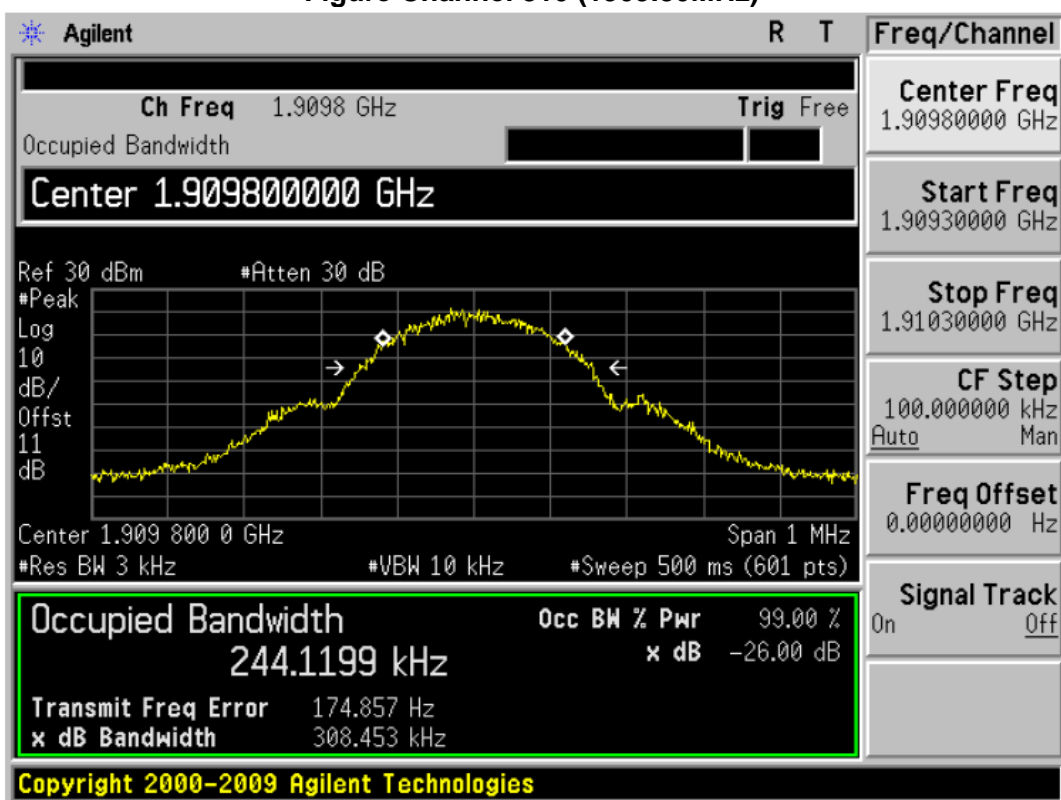 Agilent R T Freq/Channel
Ch Freq 1.9098 GHz Trig Free
Occupied Bandwidth
Center 1.909800000 GHz
Ref 30 dBm #Atten 30 dB
#Peak
Log
10
dB/
Offst
11
dB
Center 1.909 800 0 GHz Span 1 MHz
#Res BW 3 kHz #VBW 10 kHz #Sweep 500 ms (601 pts)
Occupied Bandwidth Occ BW % Pwr 99.00 %
244.1199 kHz x dB -26.00 dB
Transmit Freq Error 174.857 Hz
x dB Bandwidth 308.453 kHz
Copyright 2000-2009 Agilent Technologies
Center Freq
1.90980000 GHz
Start Freq
1.90930000 GHz
Stop Freq
1.91030000 GHz
CF Step
100.000000 kHz
Auto Man
Freq Offset
0.00000000 Hz
Signal Track
On Off